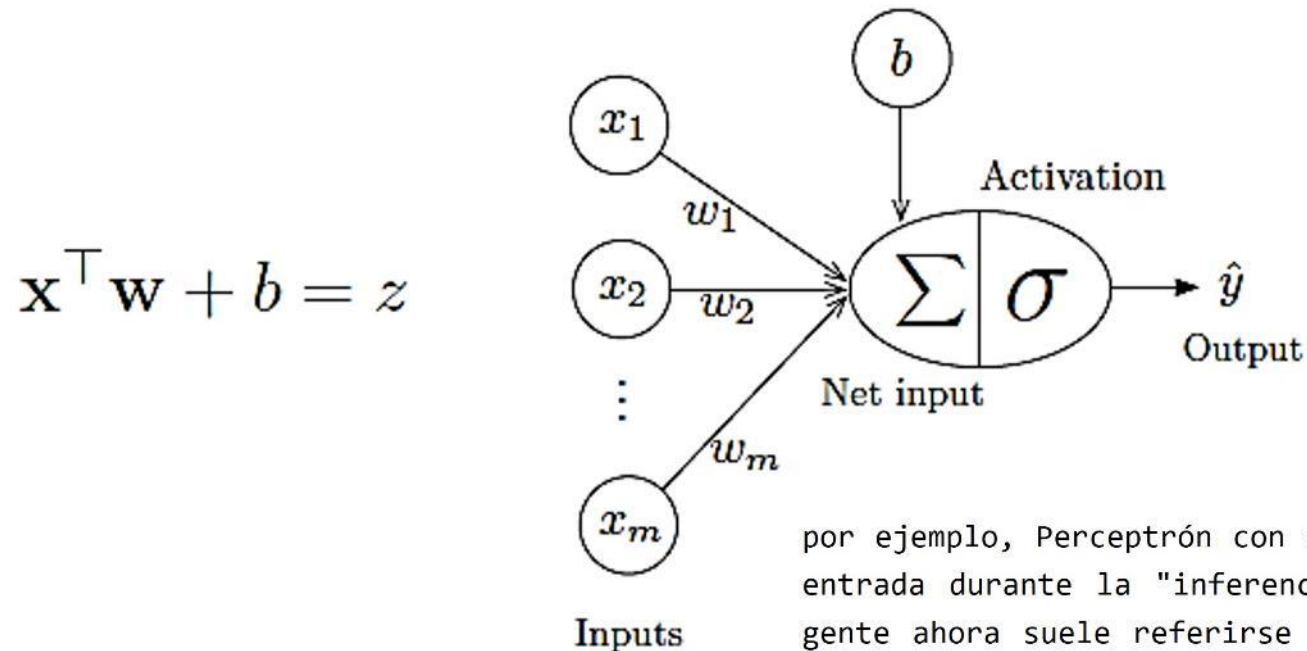 x⊤w + b = z
b
x₁
Activation
w₁
x₂
w₂
∑ σ
ŷ
Output
Net input
⋮
wₘ
xₘ
Inputs
por ejemplo, Perceptrón con
entrada durante la "inferenc
gente ahora suele referirse